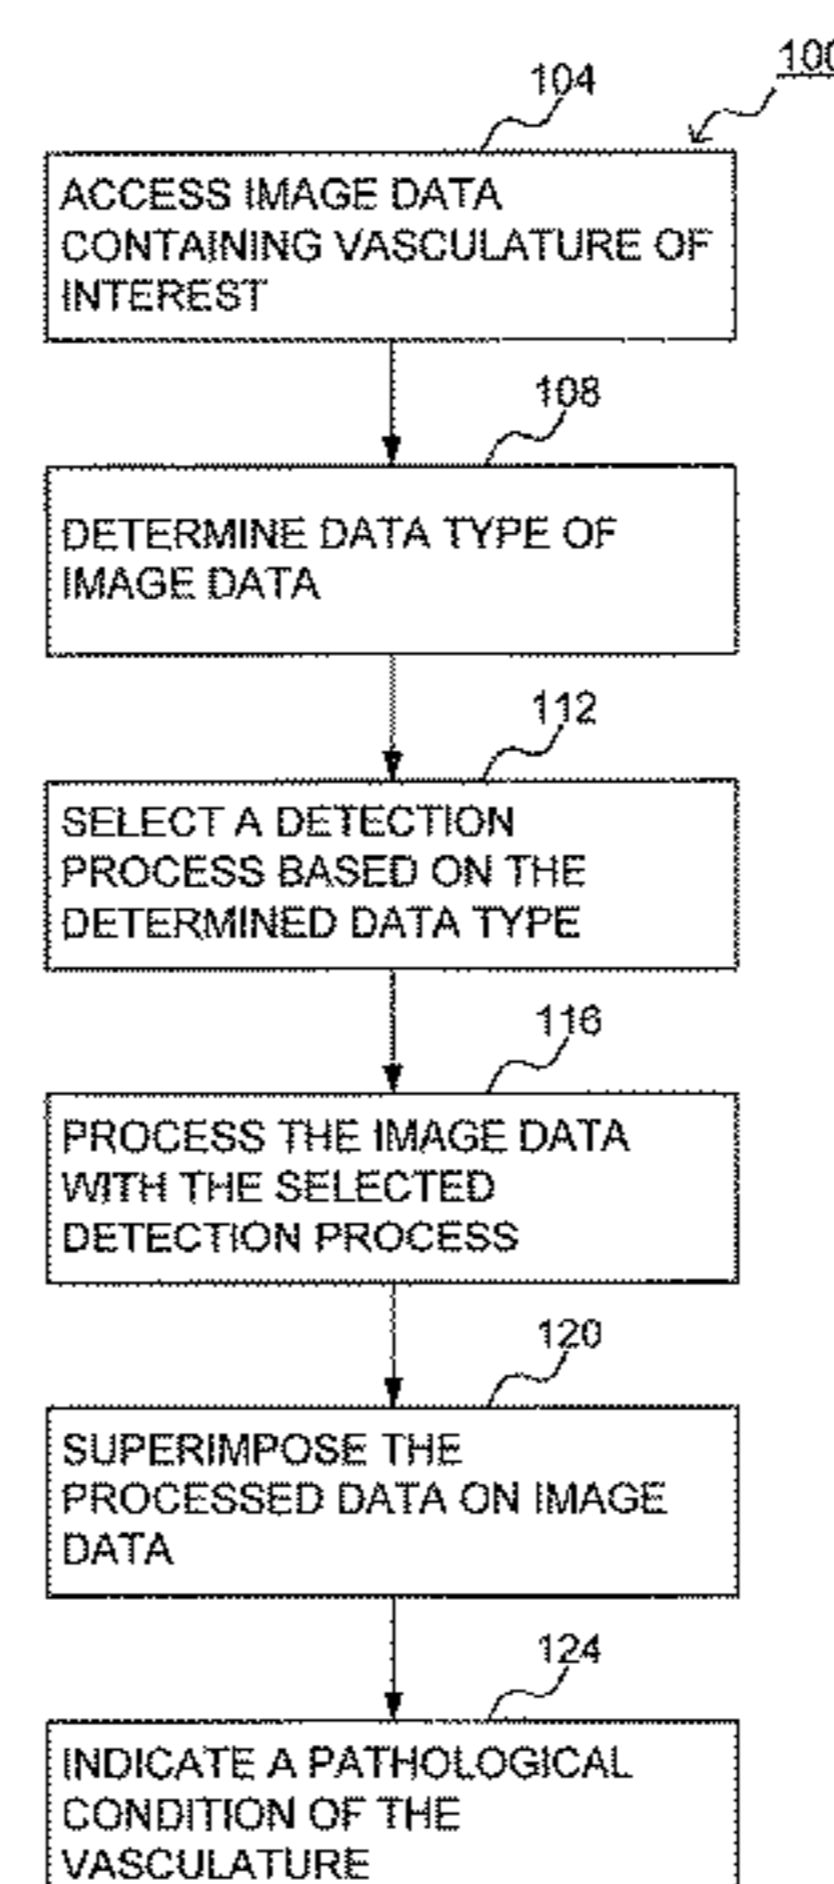 100
104
ACCESS IMAGE DATA
CONTAINING VASCULATURE OF
INTEREST
108
DETERMINE DATA TYPE OF
IMAGE DATA
112
SELECT A DETECTION
PROCESS BASED ON THE
DETERMINED DATA TYPE
116
PROCESS THE IMAGE DATA
WITH THE SELECTED
DETECTION PROCESS
120
SUPERIMPOSE THE
PROCESSED DATA ON IMAGE
DATA
124
INDICATE A PATHOLOGICAL
CONDITION OF THE
VASCULATURE